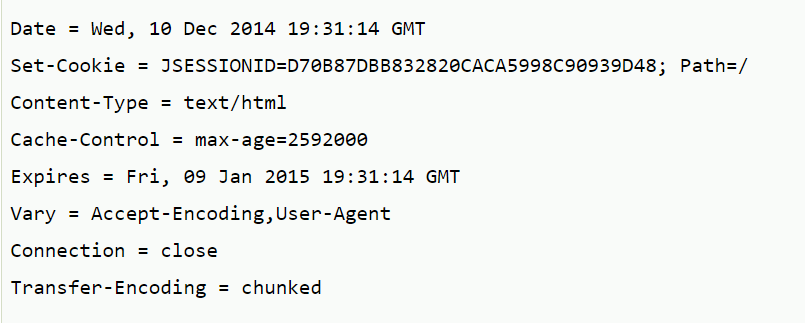 Date = Wed, 10 Dec 2014 19:31:14 GMT
Set-Cookie = JSESSIONID=D70B87DBB832820CACA5998C90939D48; Path=/
Content-Type = text/html
Cache-Control = max-age=2592000
Expires = Fri, 09 Jan 2015 19:31:14 GMT
Vary = Accept-Encoding,User-Agent
Connection = close
Transfer-Encoding = chunked